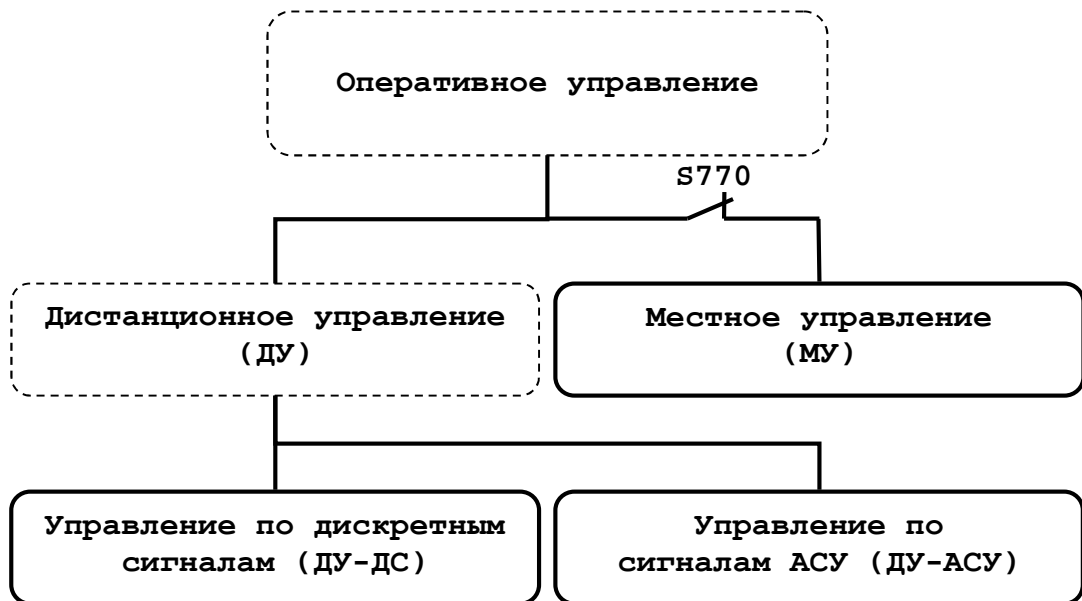 Оперативное управление
S770
Дистанционное управление
(ДУ)
Местное управление
(МУ)
Управление по дискретным
сигналам (ДУ-ДС)
Управление по
сигналам АСУ (ДУ-АСУ)